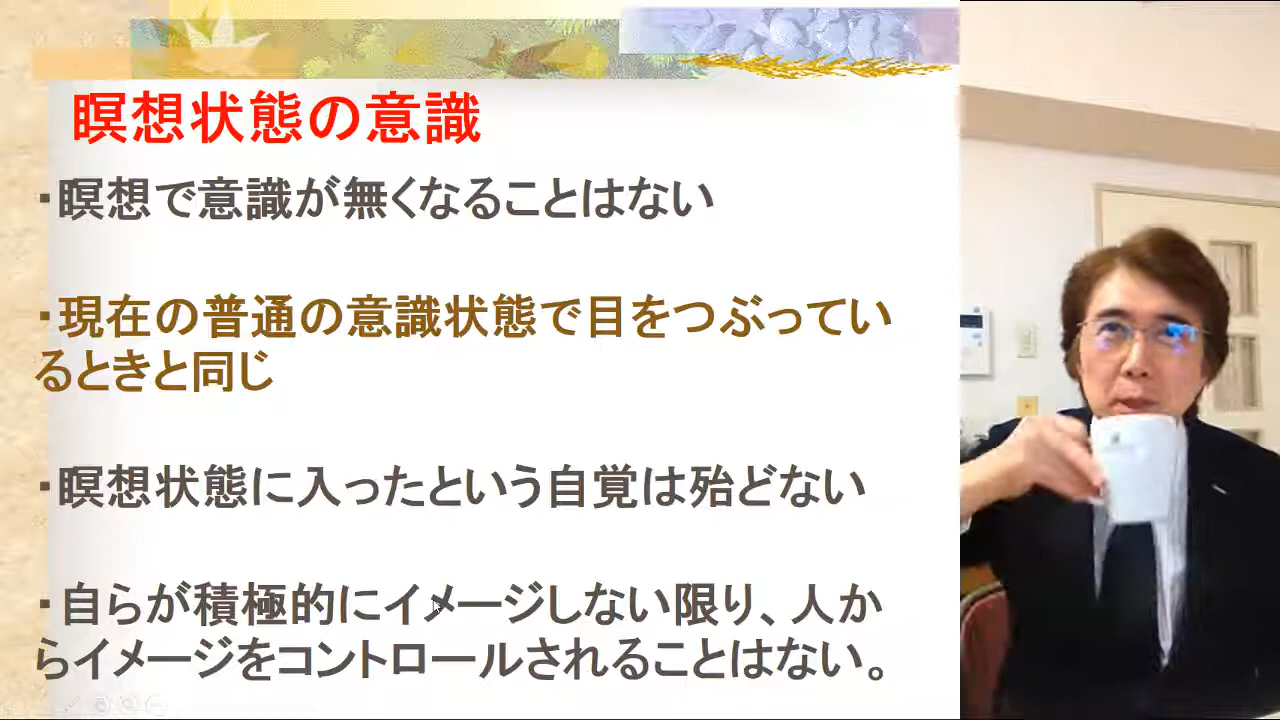 瞑想状態の意識
・瞑想で意識が無くなることはない
・現在の普通の意識状態で目をつぶってい
るときと同じ
・瞑想状態に入ったという自覚は殆どない
・自らが積極的にイメージしない限り、人か
らイメージをコントロールされることはない。